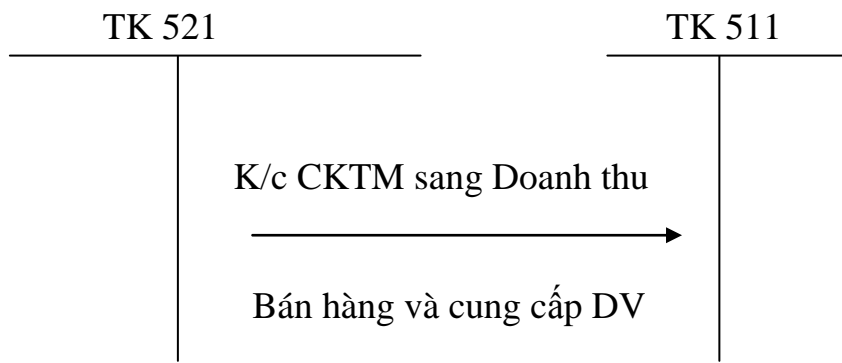 TK 521 TK 511
K/c CKTM sang Doanh thu
Bán hàng và cung cấp DV